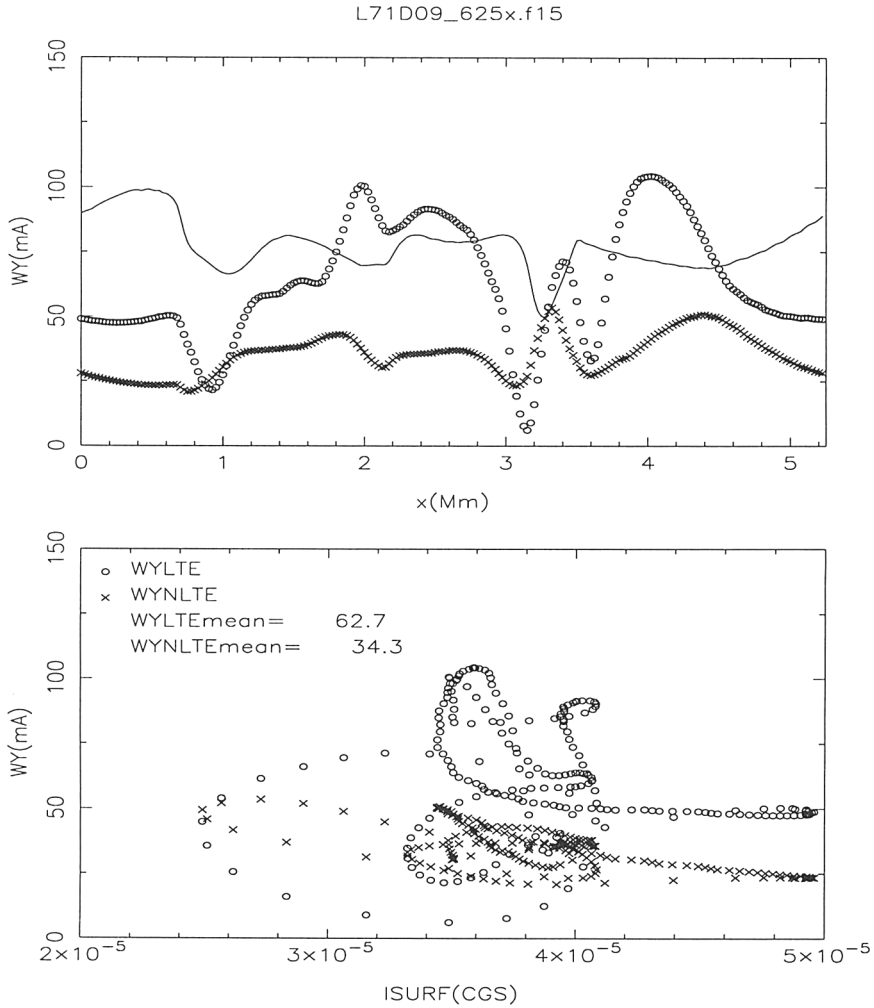 L71D09_625x.f15
150
100
50
0
WY(mA)
0 1 2 3 4 5
x(Mm)
150
100
50
0
WY(mA)
o WYLTE
× WYNLTE
WYLTEmean= 62.7
WYNLTEmean= 34.3
2×10⁻⁵ 3×10⁻⁵ 4×10⁻⁵ 5×10⁻⁵
ISURF(CGS)